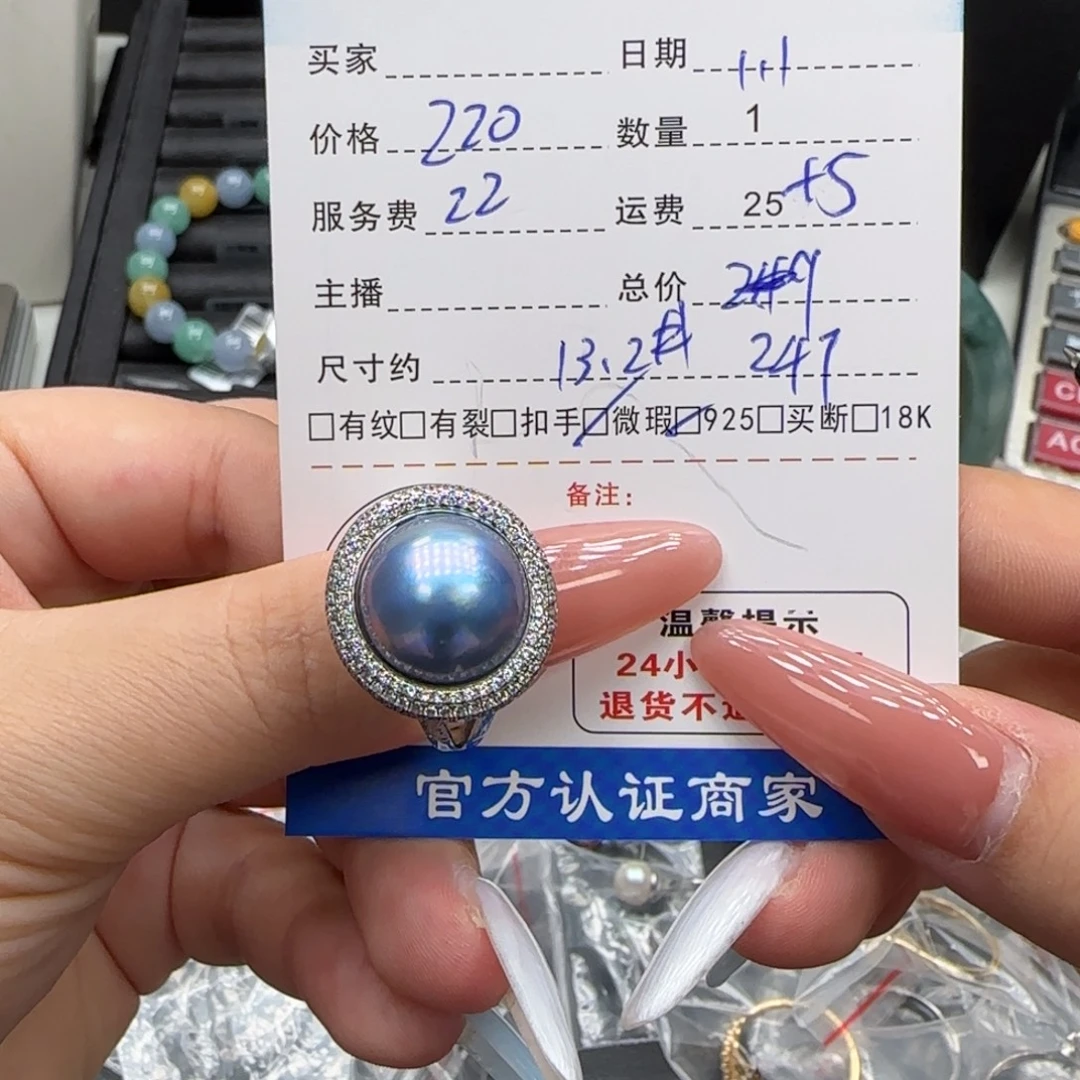 买家 日期 1.1
价格 220 数量 1
服务费 22 运费 25+5
主播 总价
尺寸约 13.2 247
□有纹□有裂□扣手☑微瑕☑925□买断□18K
备注:
温馨提示
24小
退货不
官方认证商家